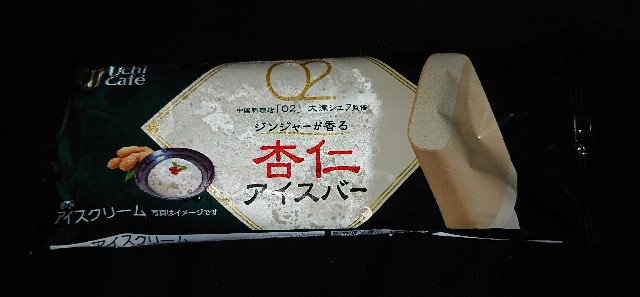 Uchi
Café
O2
中国料理店「O2」大津シェフ監修
ジンジャーが香る
杏仁
アイスバー
アイスクリーム 写真はイメージです
アイスクリーム